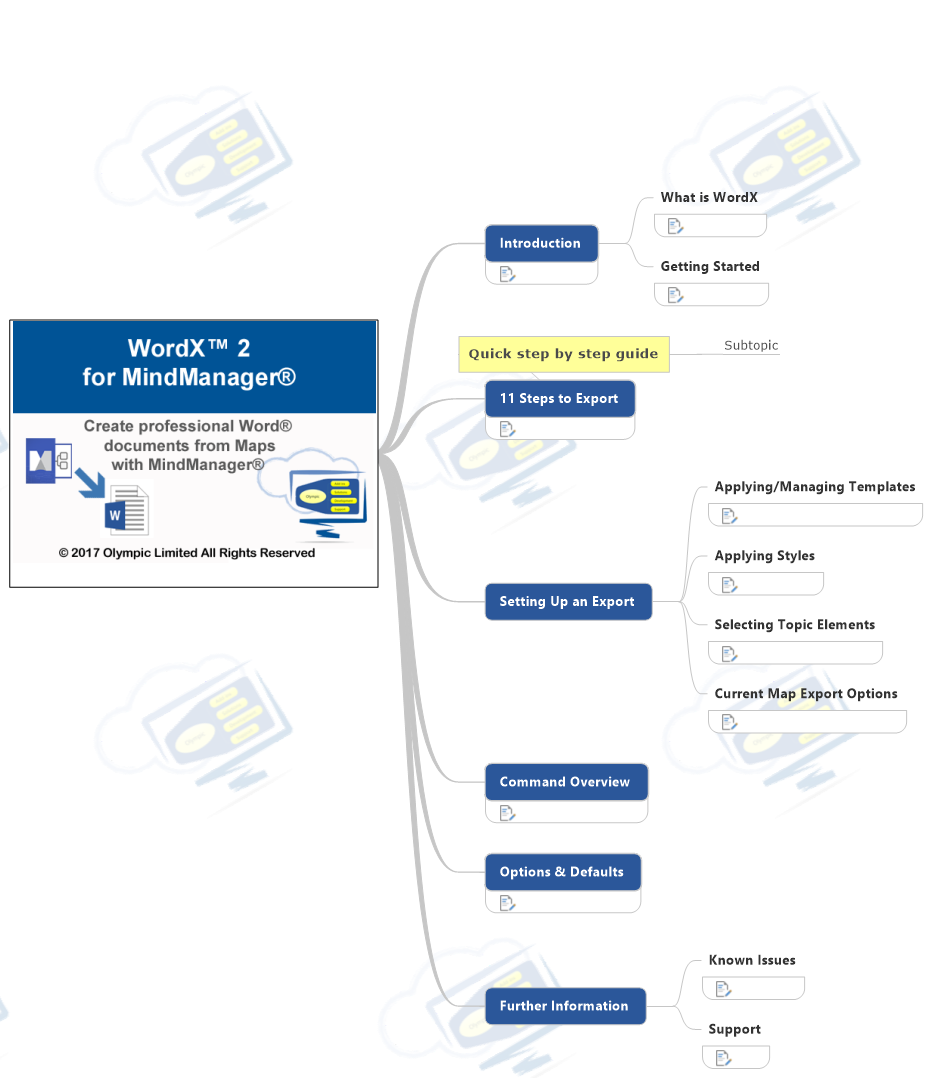 WordX™ 2
for MindManager®
Create professional Word®
documents from Maps
with MindManager®
W
Olympic
© 2017 Olympic Limited All Rights Reserved
Introduction
What is WordX
Getting Started
Quick step by step guide
Subtopic
11 Steps to Export
Setting Up an Export
Applying/Managing Templates
Applying Styles
Selecting Topic Elements
Current Map Export Options
Command Overview
Options & Defaults
Further Information
Known Issues
Support